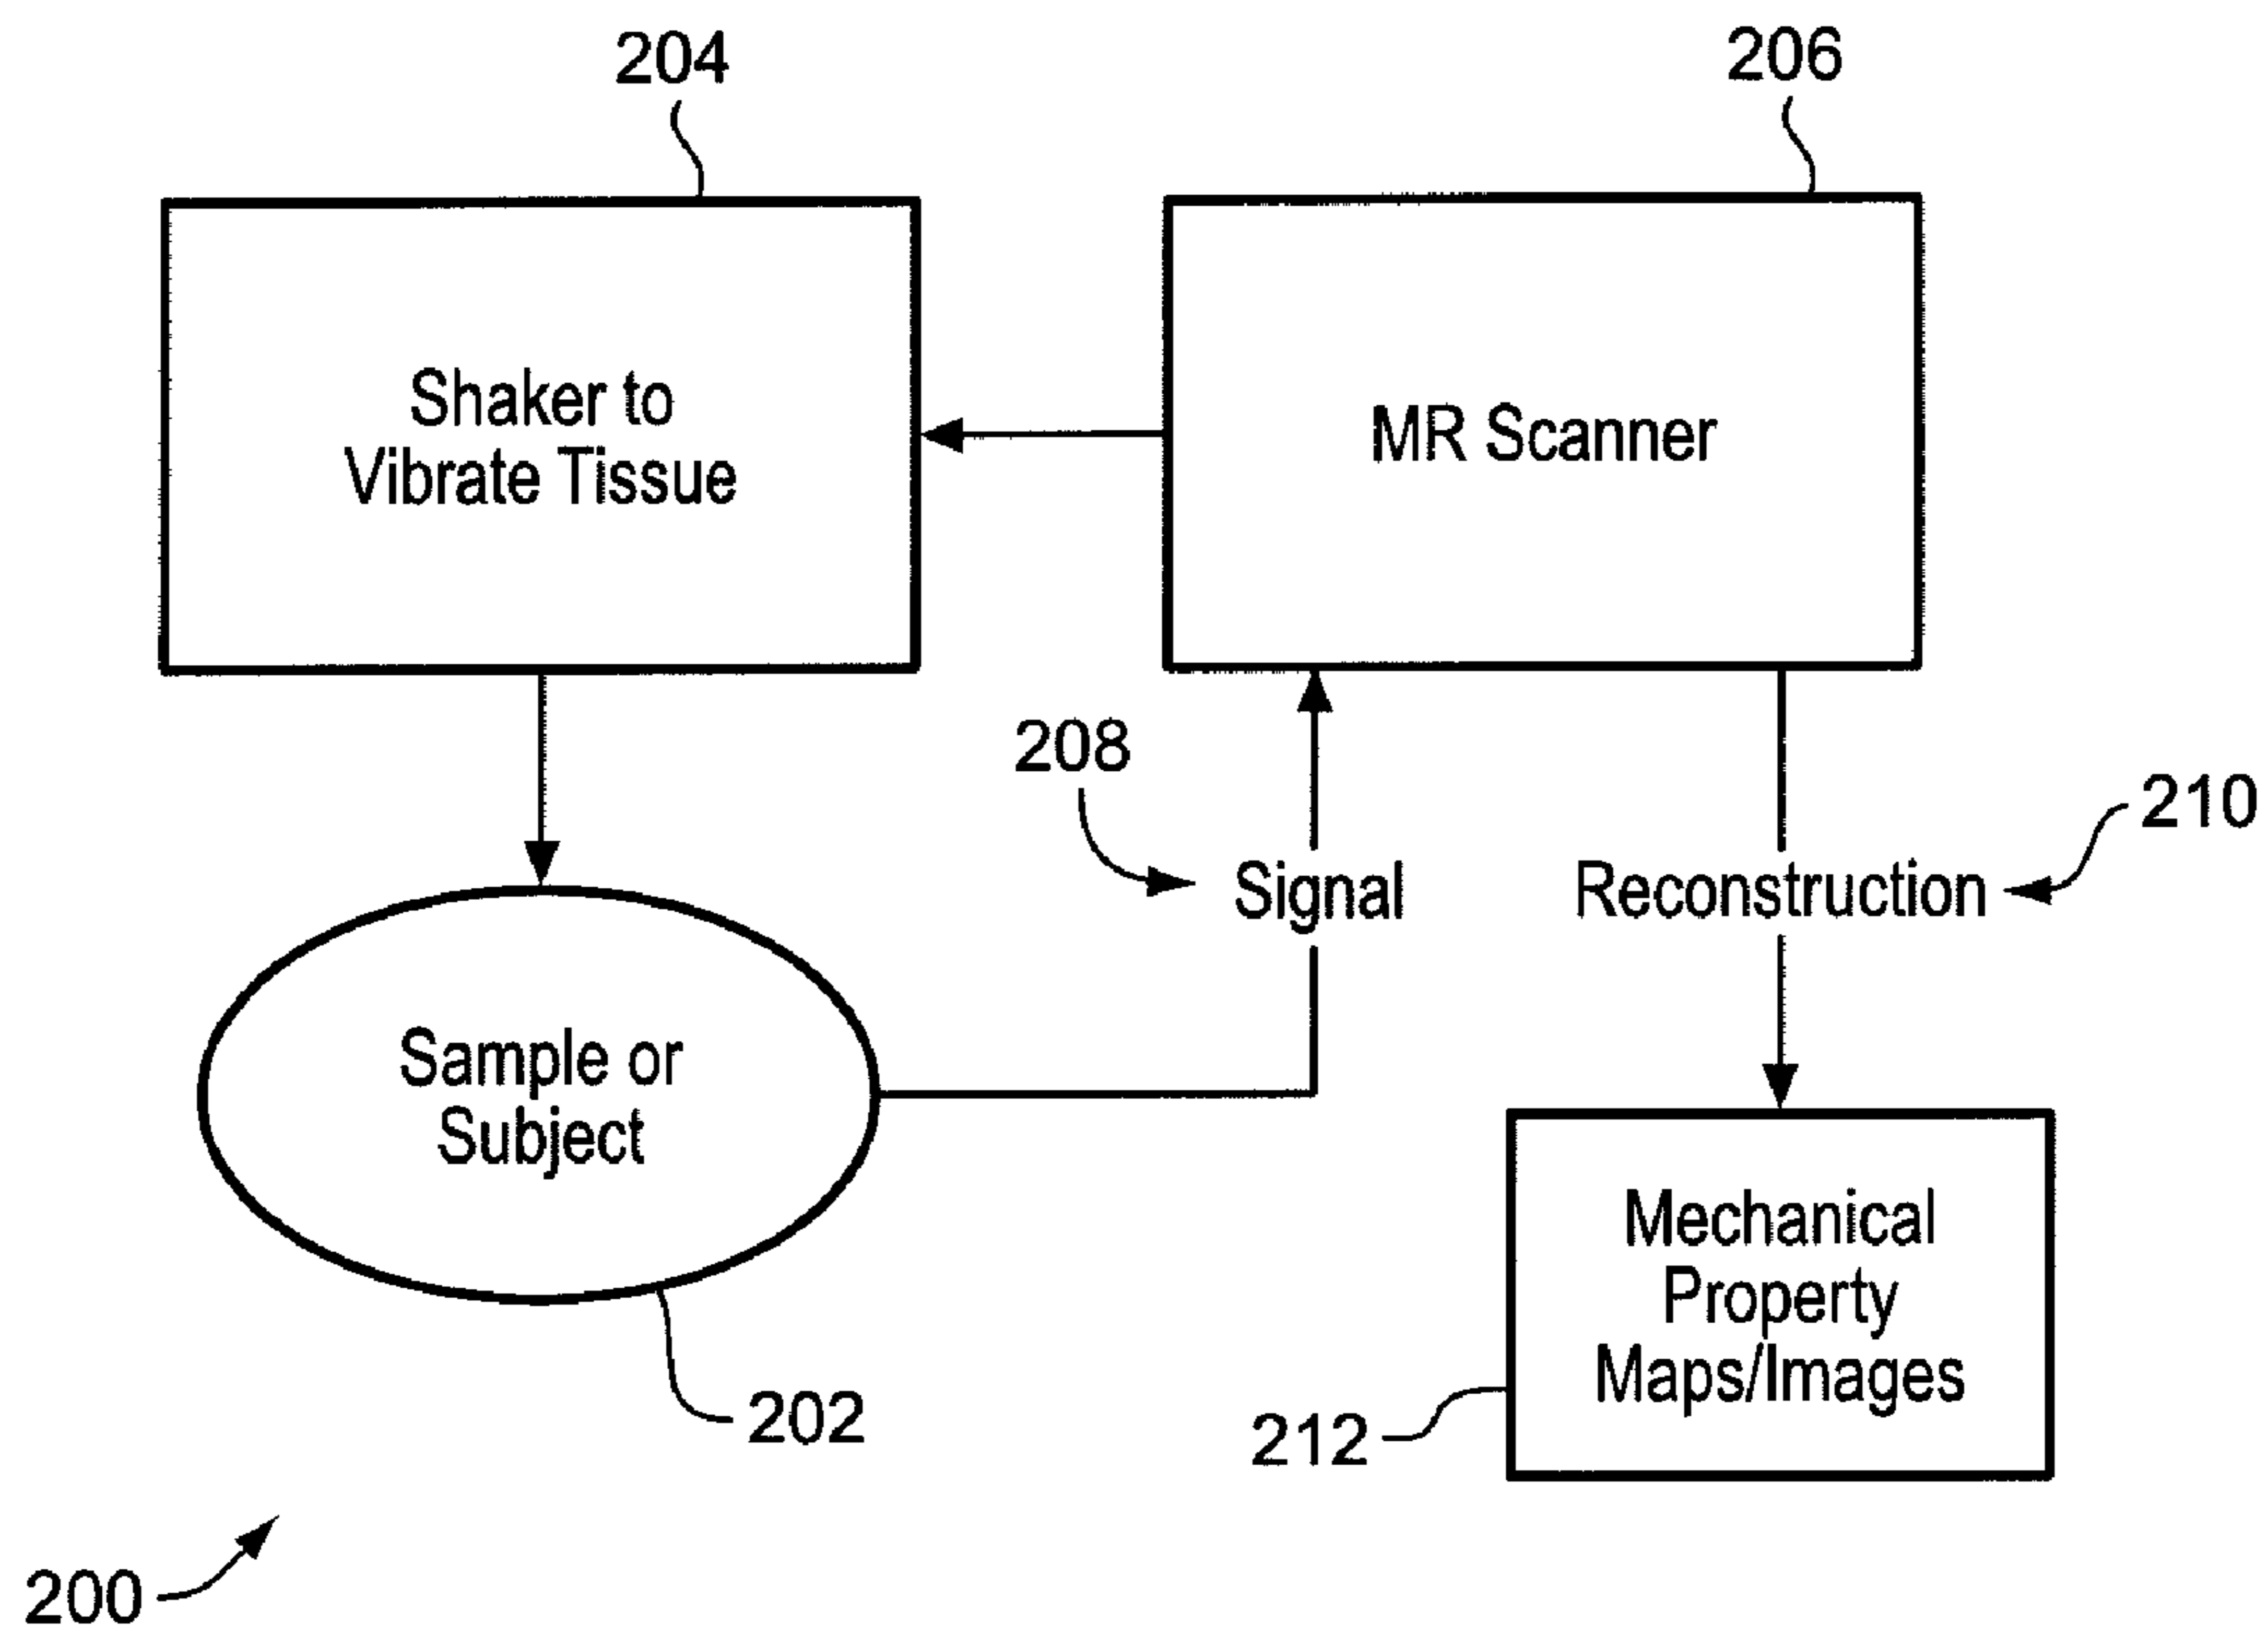 204
206
Shaker to
Vibrate Tissue
MR Scanner
208
210
Signal
Reconstruction
Sample or
Subject
Mechanical
Property
Maps/Images
202
212
200